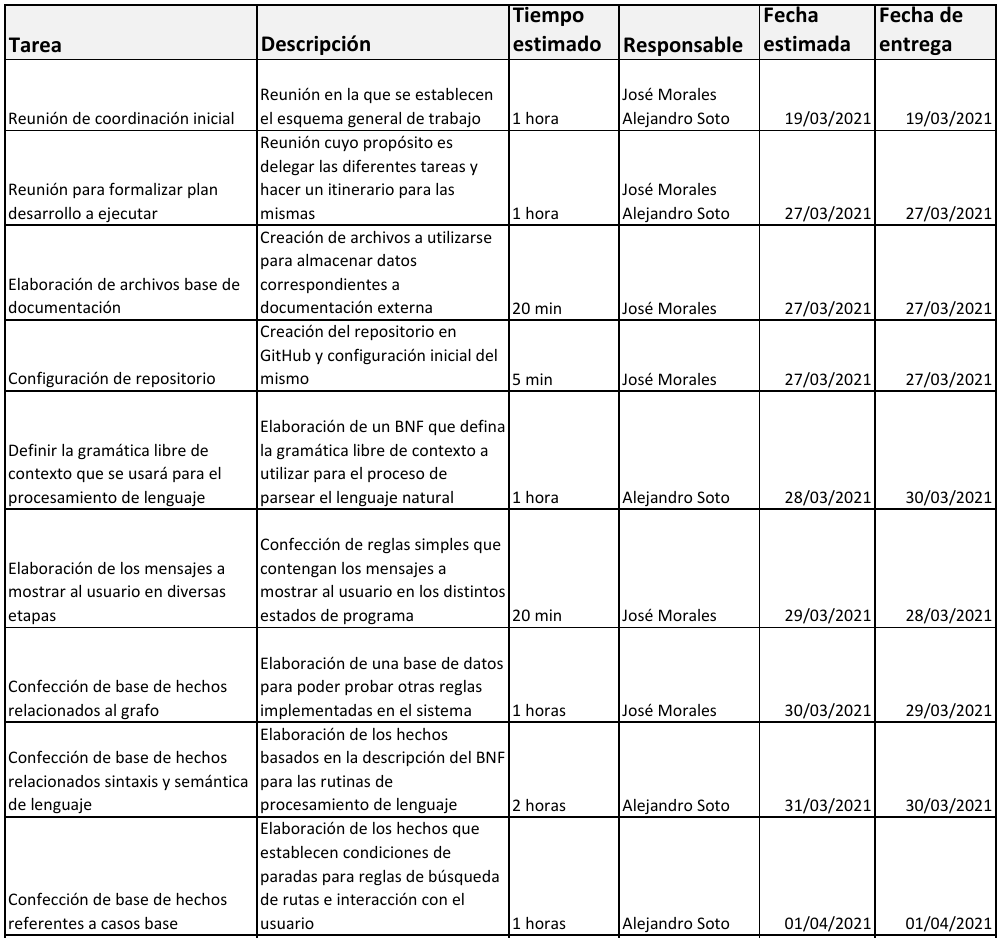 Tarea Descripción Tiempo estimado Responsable Fecha estimada Fecha de entrega
Reunión de coordinación inicial
Reunión en la que se establecen
el esquema general de trabajo
1 hora
José Morales
Alejandro Soto
19/03/2021
19/03/2021
Reunión para formalizar plan
desarrollo a ejecutar
Reunión cuyo propósito es
delegar las diferentes tareas y
hacer un itinerario para las
mismas
1 hora
José Morales
Alejandro Soto
27/03/2021
27/03/2021
Elaboración de archivos base de
documentación
Creación de archivos a utilizarse
para almacenar datos
correspondientes a
documentación externa
20 min
José Morales
27/03/2021
27/03/2021
Configuración de repositorio
Creación del repositorio en
GitHub y configuración inicial del
mismo
5 min
José Morales
27/03/2021
27/03/2021
Definir la gramática libre de
contexto que se usará para el
procesamiento de lenguaje
Elaboración de un BNF que defina
la gramática libre de contexto a
utilizar para el proceso de
parsear el lenguaje natural
1 hora
Alejandro Soto
28/03/2021
30/03/2021
Elaboración de los mensajes a
mostrar al usuario en diversas
etapas
Confección de reglas simples que
contengan los mensajes a
mostrar al usuario en los distintos
estados de programa
20 min
José Morales
29/03/2021
28/03/2021
Confección de base de hechos
relacionados al grafo
Elaboración de una base de datos
para poder probar otras reglas
implementadas en el sistema
1 horas
José Morales
30/03/2021
29/03/2021
Confección de base de hechos
relacionados sintaxis y semántica
de lenguaje
Elaboración de los hechos
basados en la descripción del BNF
para las rutinas de
procesamiento de lenguaje
2 horas
Alejandro Soto
31/03/2021
30/03/2021
Confección de base de hechos
referentes a casos base
Elaboración de los hechos que
establecen condiciones de
paradas para reglas de búsqueda
de rutas e interacción con el
usuario
1 horas
Alejandro Soto
01/04/2021
01/04/2021